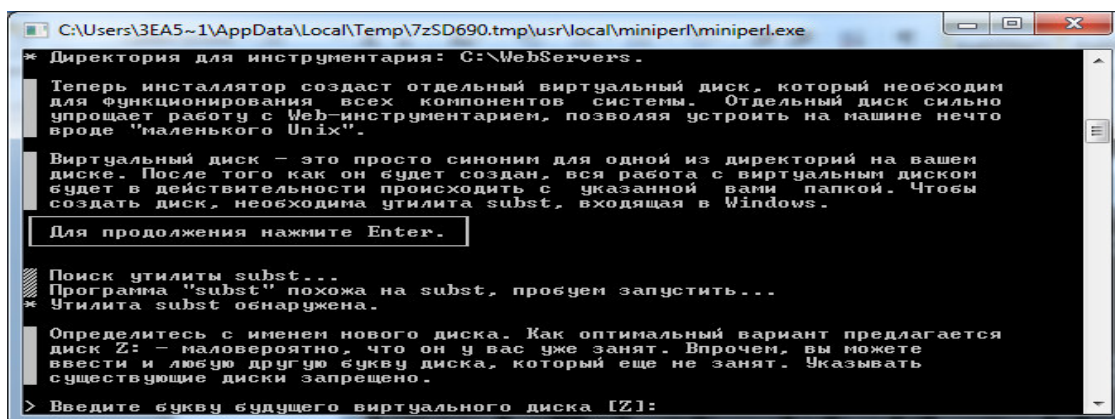 C:\Users\3EA5~1\AppData\Local\Temp\7zSD690.tmp\usr\local\miniperl\miniperl.exe
* Директория для инструментария: C:\WebServers.
Теперь инсталлятор создаст отдельный виртуальный диск, который необходим
для функционирования всех компонентов системы. Отдельный диск сильно
упрощает работу с Web-инструментарием, позволяя устроить на машине нечто
вроде "маленького Unix".
Виртуальный диск – это просто синоним для одной из директорий на вашем
диске. После того как он будет создан, вся работа с виртуальным диском
будет в действительности происходить с указанной вами папкой. Чтобы
создать диск, необходима утилита subst, входящая в Windows.
Для продолжения нажмите Enter.
Поиск утилиты subst...
Программа "subst" похожа на subst, пробуем запустить...
* Утилита subst обнаружена.
Определитесь с именем нового диска. Как оптимальный вариант предлагается
диск Z: – маловероятно, что он у вас уже занят. Впрочем, вы можете
ввести и любую другую букву диска, который еще не занят. Указывать
существующие диски запрещено.
> Введите букву будущего виртуального диска [Z]: